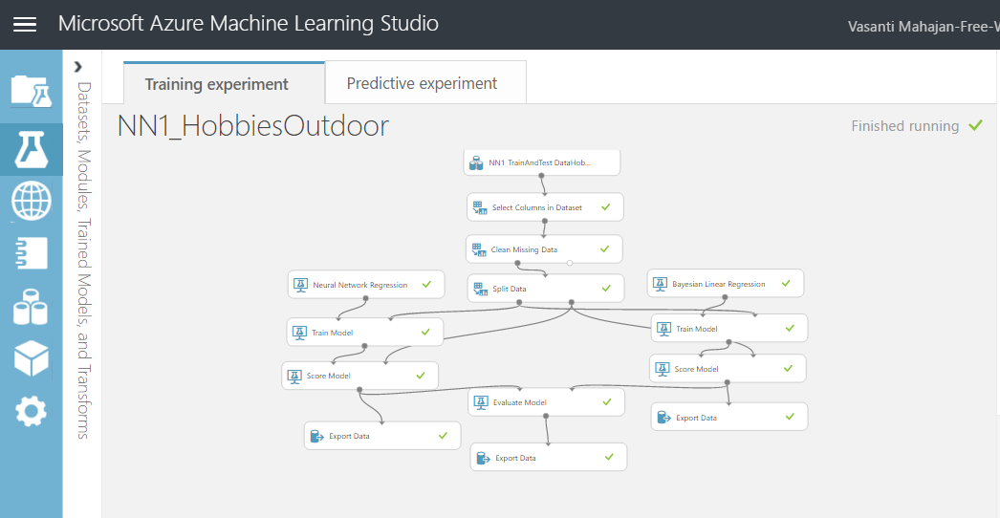 Microsoft Azure Machine Learning Studio
Vasanti Mahajan-Free-W
Datasets, Modules, Trained Models, and Transforms
Training experiment
Predictive experiment
NN1_HobbiesOutdoor
Finished running
NN1_TrainAndTest DataHob...
Select Columns in Dataset
Clean Missing Data
Neural Network Regression
Split Data
Bayesian Linear Regression
Train Model
Train Model
Score Model
Score Model
Evaluate Model
Export Data
Export Data
Export Data